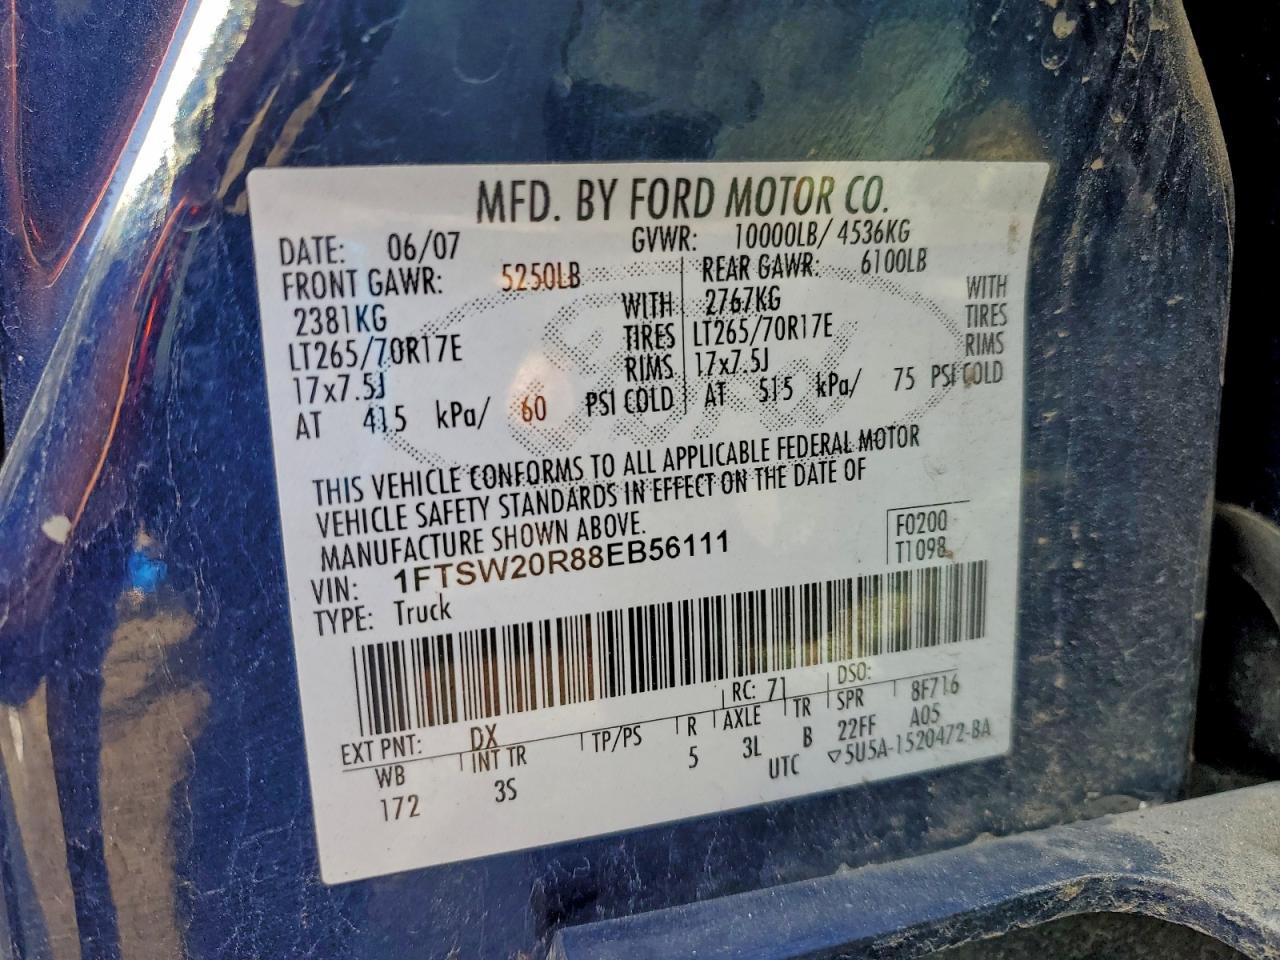 MFD. BY FORD MOTOR CO.
DATE: 06/07 GVWR: 10000LB/ 4536KG
FRONT GAWR: 5250LB REAR GAWR: 6100LB
2381KG WITH 2767KG WITH
LT265/70R17E TIRES LT265/70R17E TIRES
17x7.5J RIMS 17x7.5J RIMS
AT 415 kPa/ 60 PSI COLD AT 515 kPa/ 75 PSI COLD
THIS VEHICLE CONFORMS TO ALL APPLICABLE FEDERAL MOTOR
VEHICLE SAFETY STANDARDS IN EFFECT ON THE DATE OF
MANUFACTURE SHOWN ABOVE.
VIN: 1FTSW20R88EB56111 F0200
TYPE: Truck T1098
EXT PNT: DX RC: 71 DSO:
WB INT TR TP/PS R AXLE TR SPR 8F716
172 3S 5 3L B 22FF A05
UTC ▽5U5A-1520472-BA